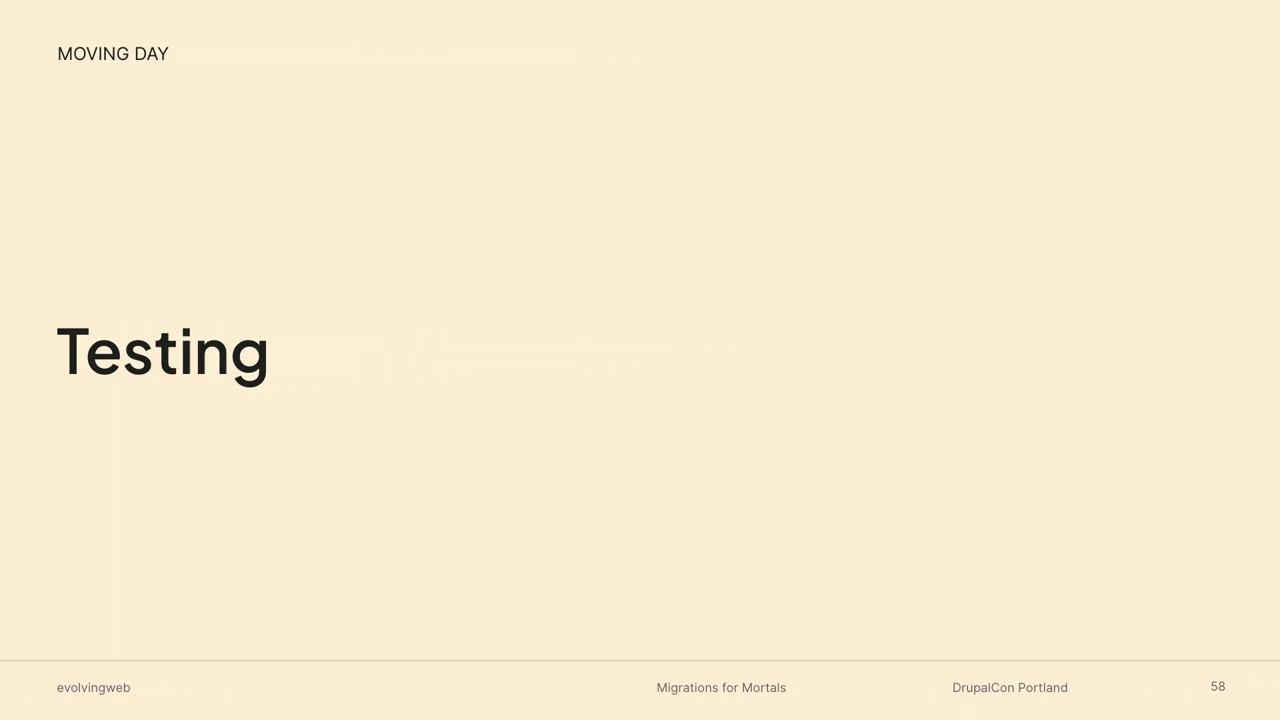 MOVING DAY
Testing
evolvingweb
Migrations for Mortals
DrupalCon Portland
58